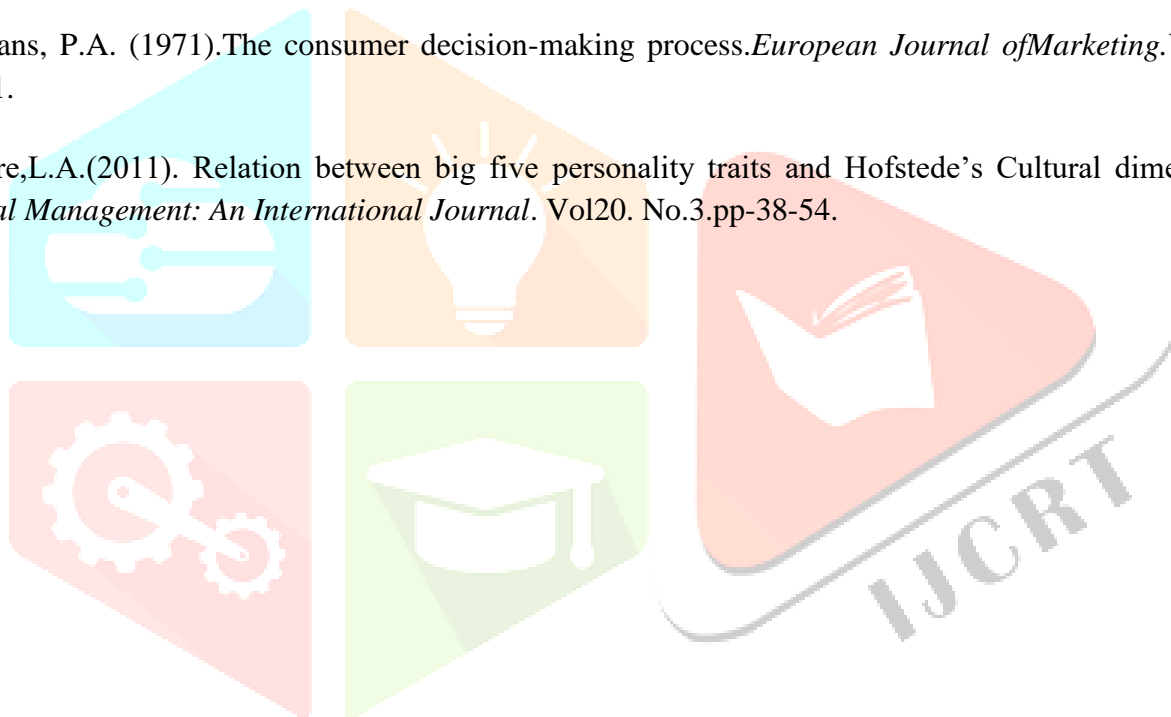 ans, P.A. (1971).The consumer decision-making process.European Journal ofMarketing.
1.
re,L.A.(2011). Relation between big five personality traits and Hofstede’s Cultural dime
al Management: An International Journal. Vol20. No.3.pp-38-54.
IJCRT